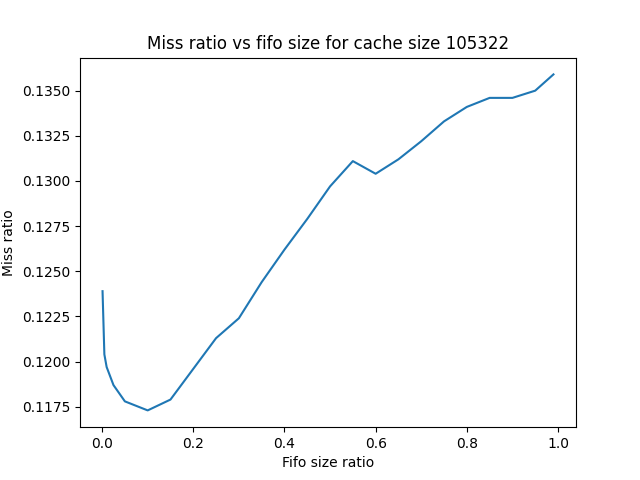 Miss ratio vs fifo size for cache size 105322
0.1350
0.1325
0.1300
0.1275
0.1250
0.1225
0.1200
0.1175
Miss ratio
0.0 0.2 0.4 0.6 0.8 1.0
Fifo size ratio